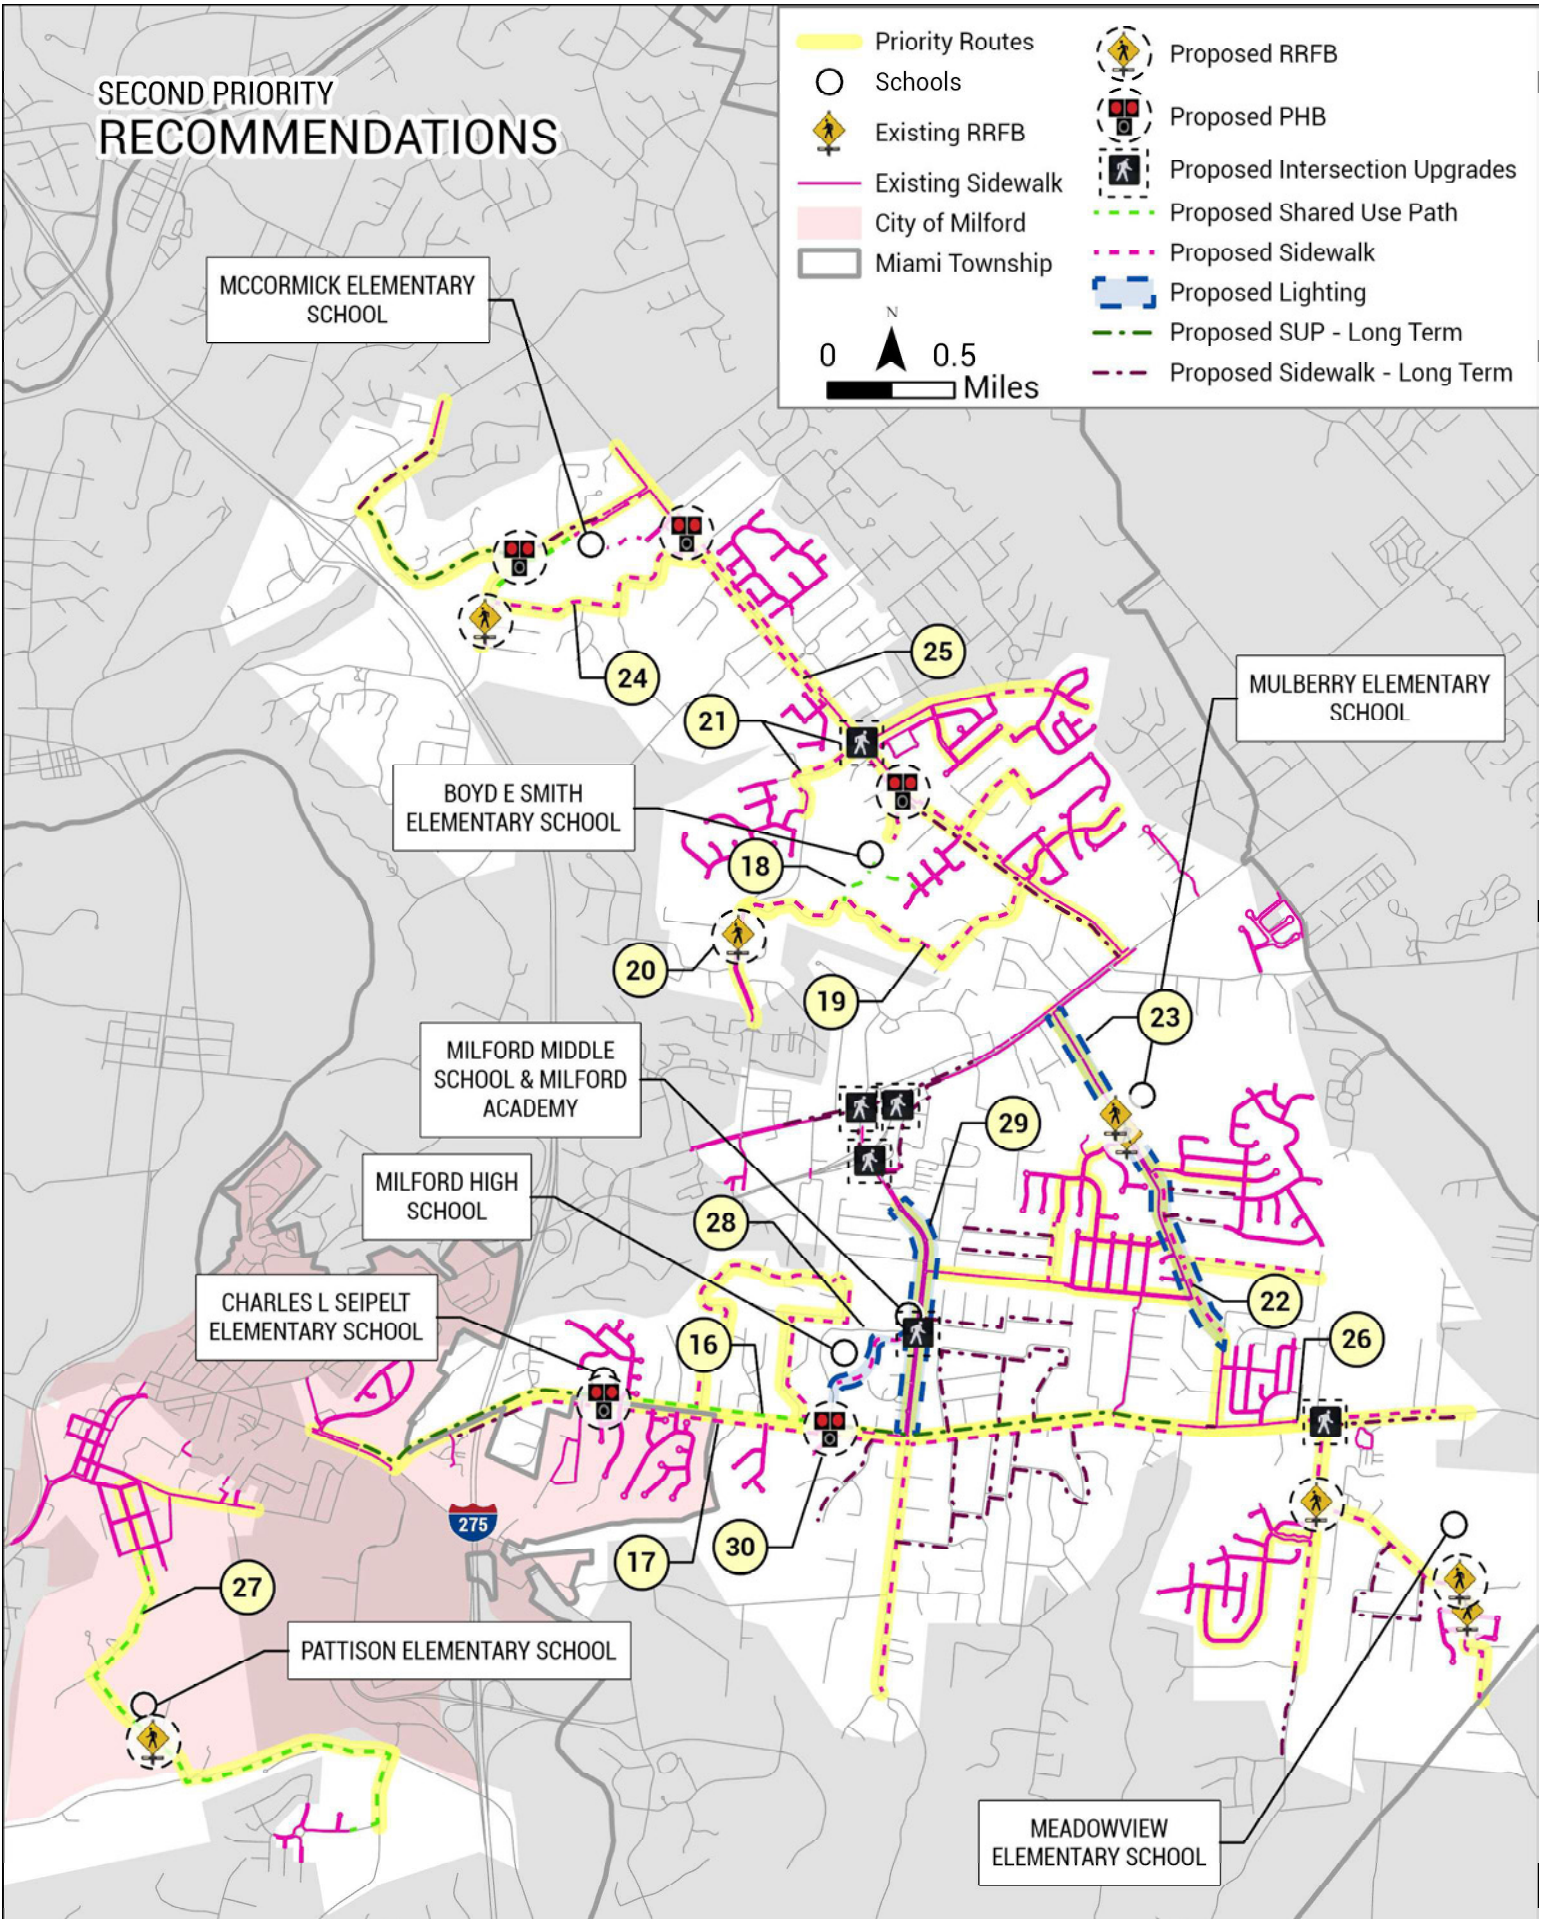 SECOND PRIORITY
RECOMMENDATIONS
Priority Routes
Schools
Existing RRFB
Existing Sidewalk
City of Milford
Miami Township
N
0 0.5
Miles
Proposed RRFB
Proposed PHB
Proposed Intersection Upgrades
Proposed Shared Use Path
Proposed Sidewalk
Proposed Lighting
Proposed SUP - Long Term
Proposed Sidewalk - Long Term
MCCORMICK ELEMENTARY
SCHOOL
25
24
21
MULBERRY ELEMENTARY
SCHOOL
BOYD E SMITH
ELEMENTARY SCHOOL
18
20
19
23
MILFORD MIDDLE
SCHOOL & MILFORD
ACADEMY
29
MILFORD HIGH
SCHOOL
28
CHARLES L SEIPELT
ELEMENTARY SCHOOL
22
16
26
275
30
17
27
PATTISON ELEMENTARY SCHOOL
MEADOWVIEW
ELEMENTARY SCHOOL